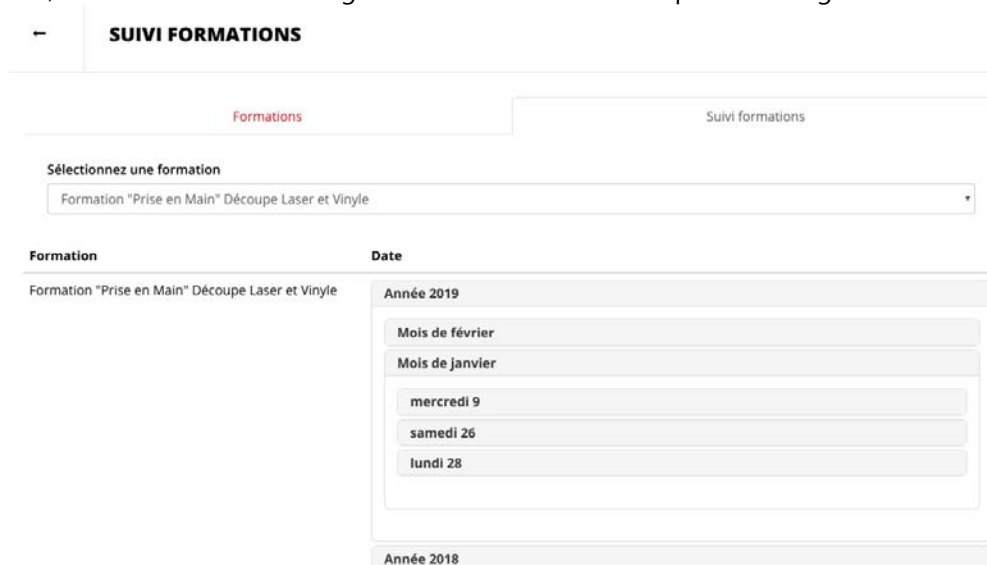 ← SUIVI FORMATIONS
Formations
Suivi formations
Sélectionnez une formation
Formation "Prise en Main" Découpe Laser et Vinyle
Formation
Date
Formation "Prise en Main" Découpe Laser et Vinyle
Année 2019
Mois de février
Mois de janvier
mercredi 9
samedi 26
lundi 28
Année 2018